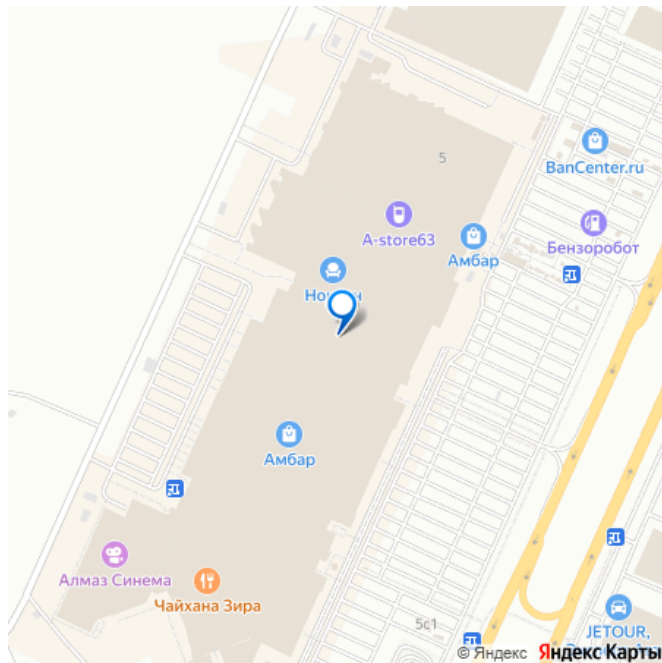 5
BanCenter.ru
A-store63
Амбар
Бензоробот
Амбар
Алмаз Синема
Чайхана Зира
5с1
JETOUR,
© Яндекс Яндекс Карты